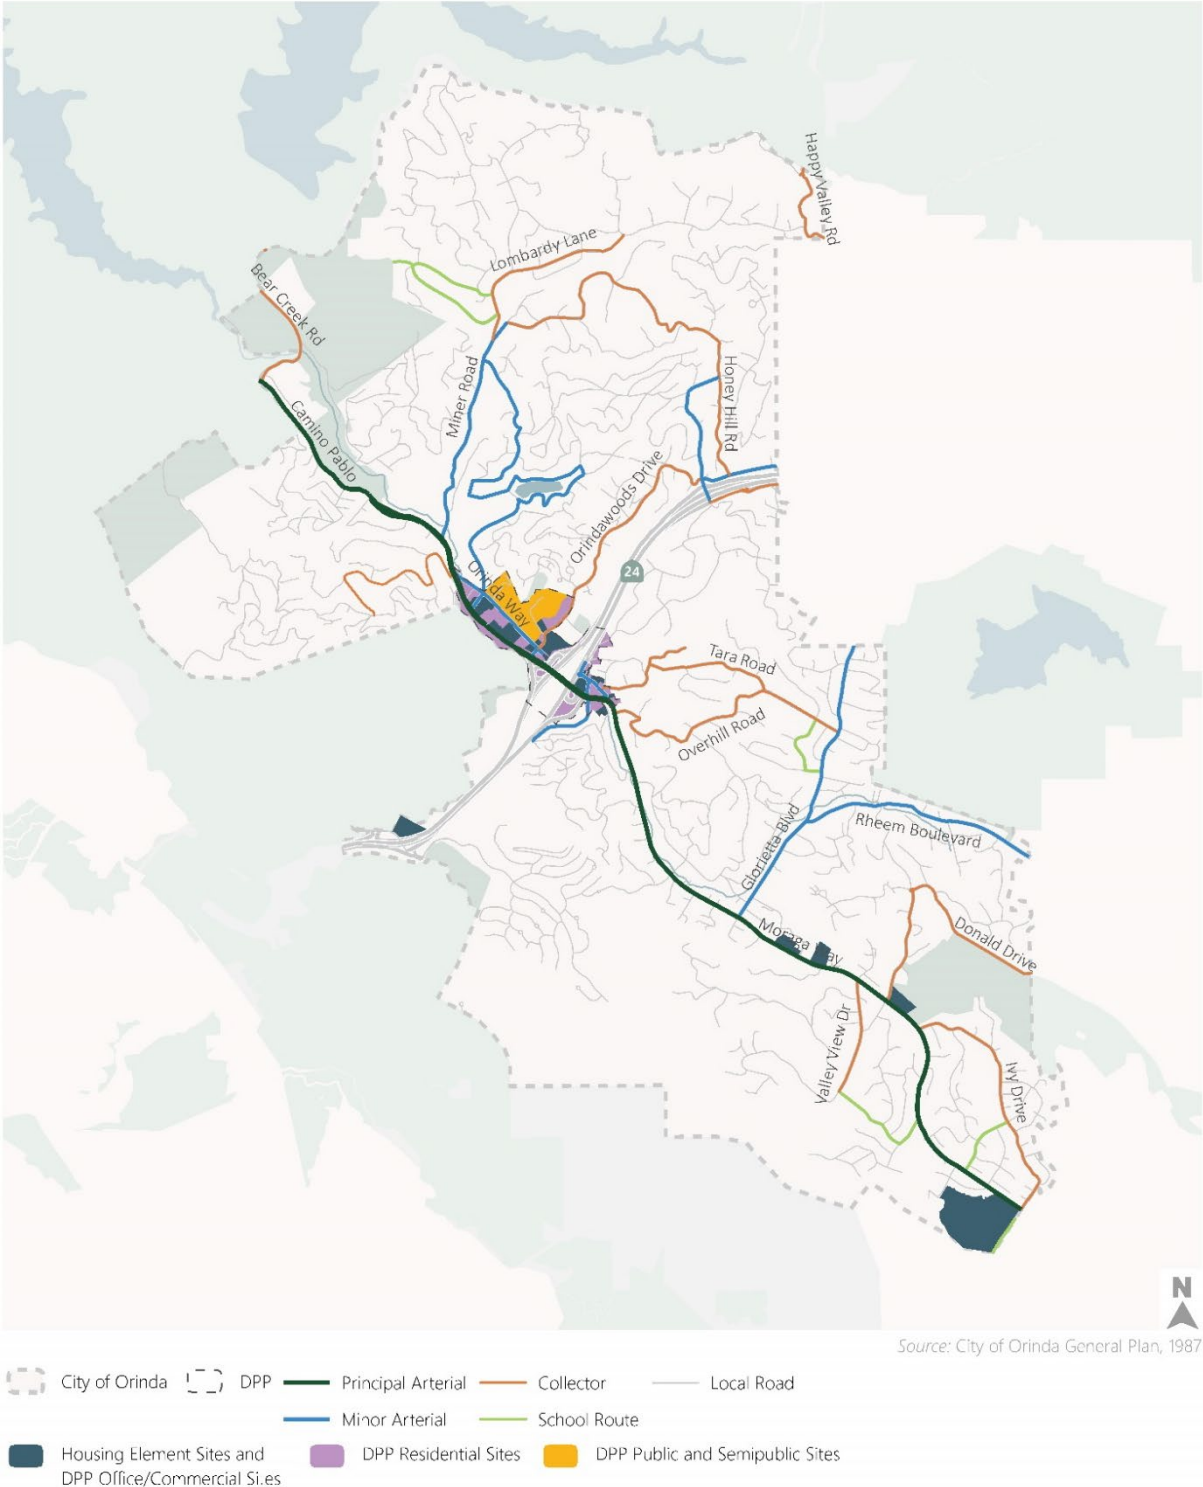 Happy Valley Rd
Lombardy Lane
Bear Creek Rd
Miner Road
Honey Hill Rd
Camino Pablo
Orindawoods Drive
24
Orinda Way
Tara Road
Overhill Road
Glorietta Blvd
Rheem Boulevard
Moraga Way
Donald Drive
Valley View Dr
Ivy Drive
N
Source: City of Orinda General Plan, 1987
City of Orinda
DPP
Principal Arterial
Collector
Local Road
Minor Arterial
School Route
Housing Element Sites and
DPP Office/Commercial Si.es
DPP Residential Sites
DPP Public and Semipublic Sites